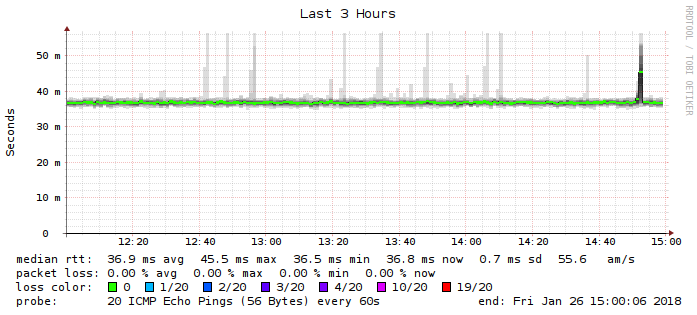 Last 3 Hours
RRDTOOL / TOBI OETIKER
Seconds
50 m
40 m
30 m
20 m
10 m
0
12:20 12:40 13:00 13:20 13:40 14:00 14:20 14:40 15:00
median rtt: 36.9 ms avg 45.5 ms max 36.5 ms min 36.8 ms now 0.7 ms sd 55.6 am/s
packet loss: 0.00 % avg 0.00 % max 0.00 % min 0.00 % now
loss color: 0 1/20 2/20 3/20 4/20 10/20 19/20
probe: 20 ICMP Echo Pings (56 Bytes) every 60s end: Fri Jan 26 15:00:06 2018